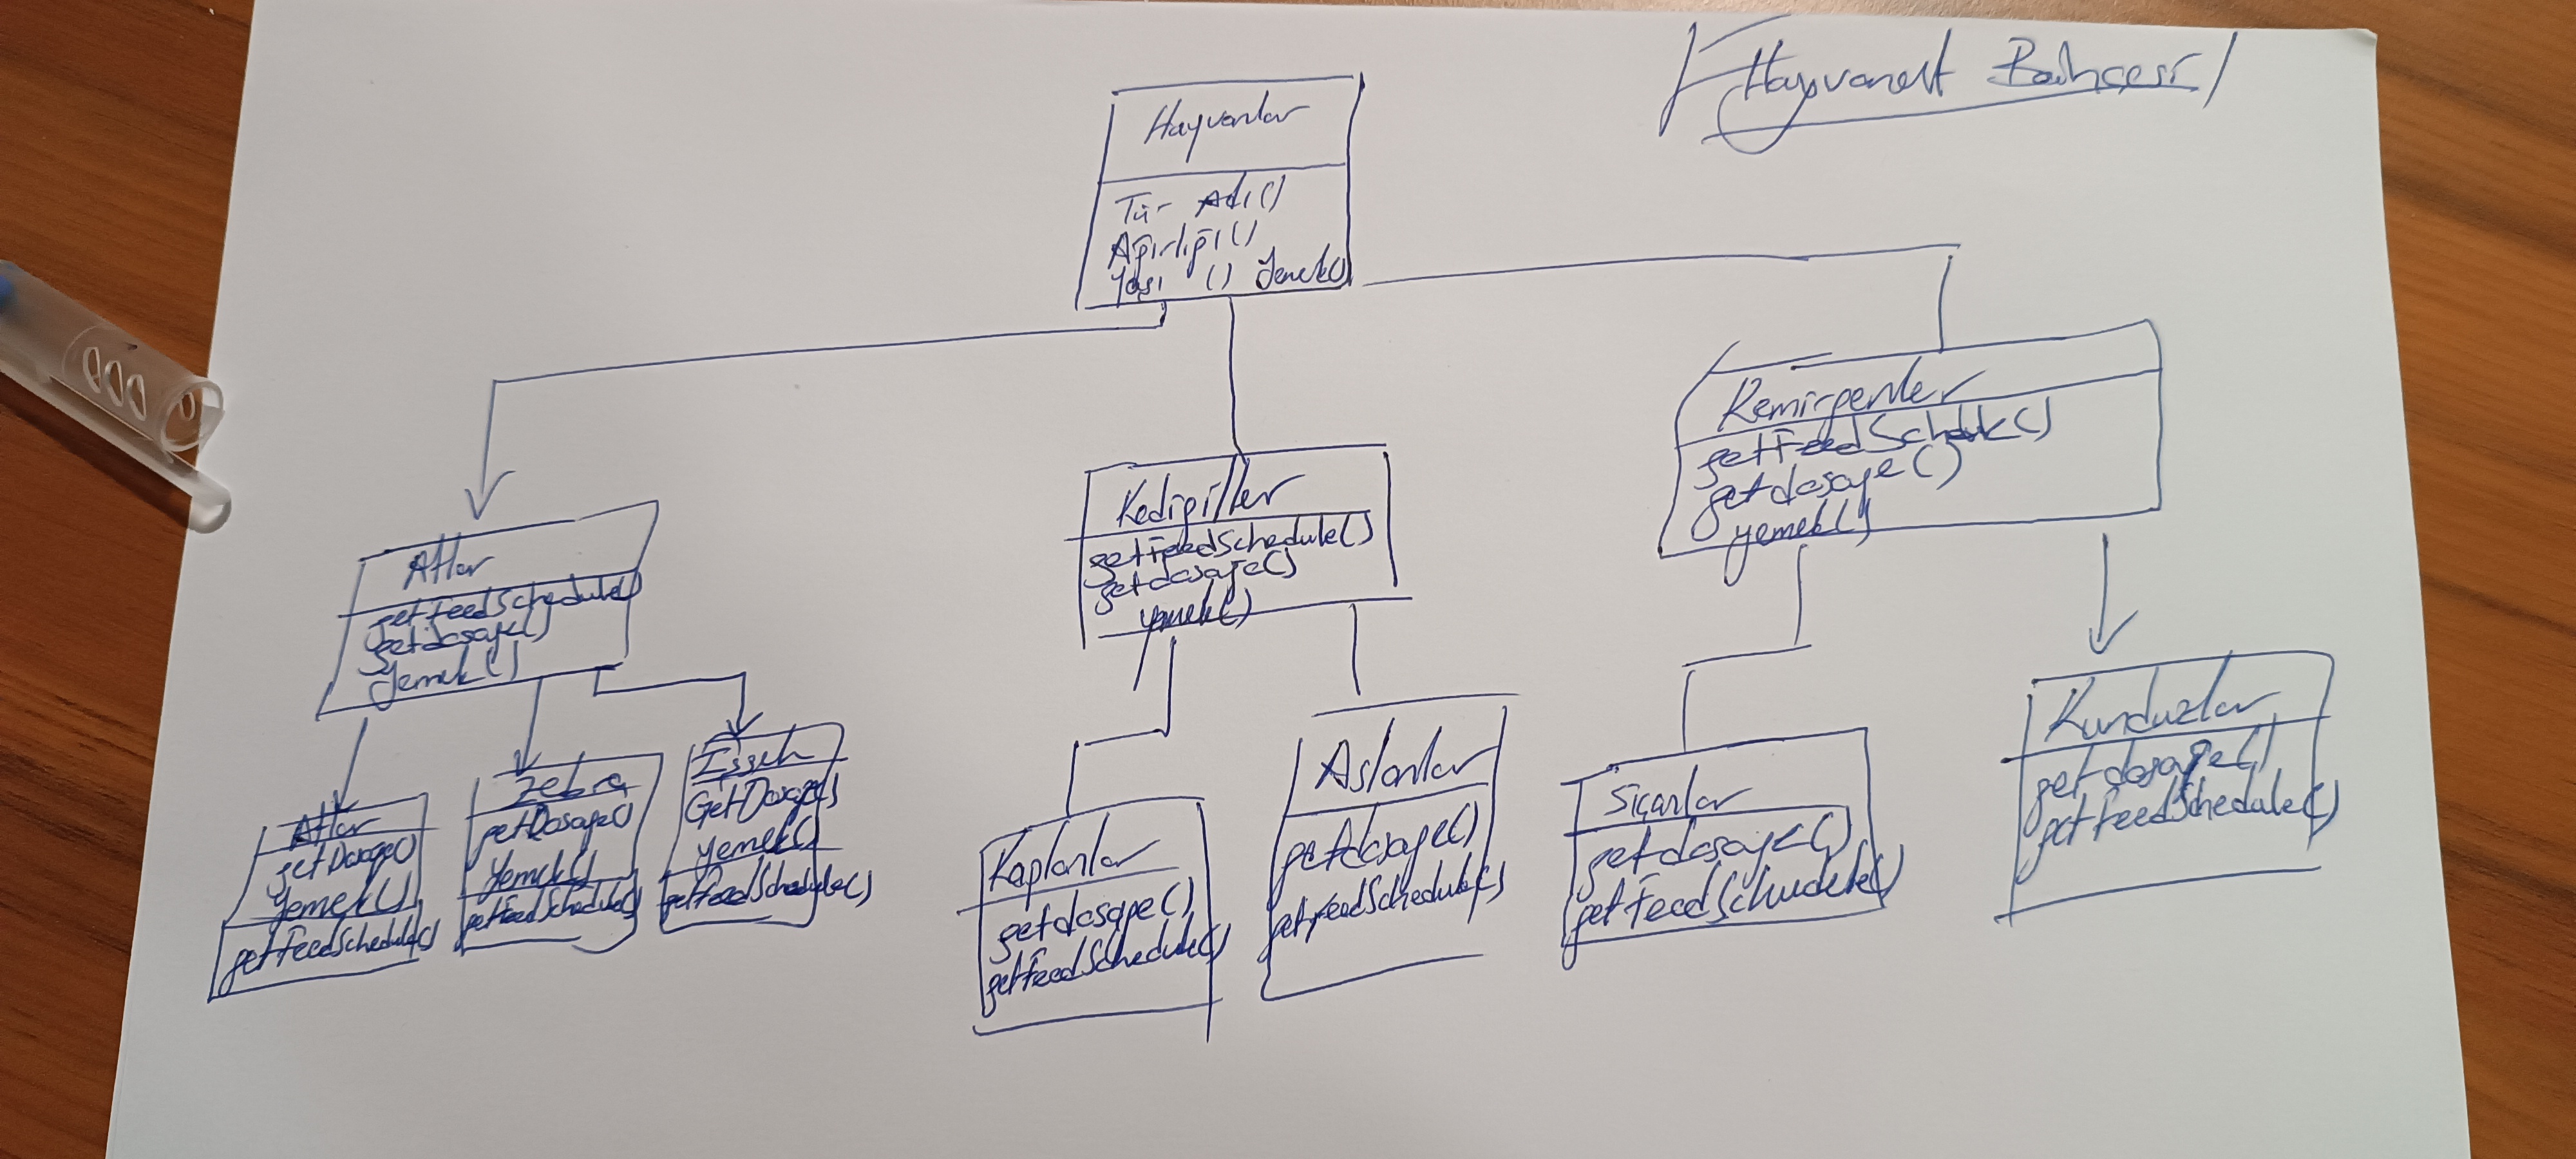 Hayvanat Bahçesi
Hayvanlar
Tür Adı()
Ağırlığı()
Yaşı () Yemek()
Atlar
getFeedSchedule()
getdosage()
Yemek()
Kedigiller
getFeedSchedule()
getdosage()
yemek()
Kemirgenler
getFeedSchdule()
getdosage()
yemek()
Atlar
getDosage()
Yemek()
getFeedSchedule()
Zebra
getDosage()
Yemek()
getFeedSchedule()
Eşşek
GetDosage()
yemek()
getFeedSchedule()
Kaplanlar
getdosage()
getFeedSchedule()
Aslanlar
getdosage()
getFeedSchedule()
Sıçanlar
getdosage()
getFeedSchudele()
Kunduzlar
getdosage()
getFeedSchedule()